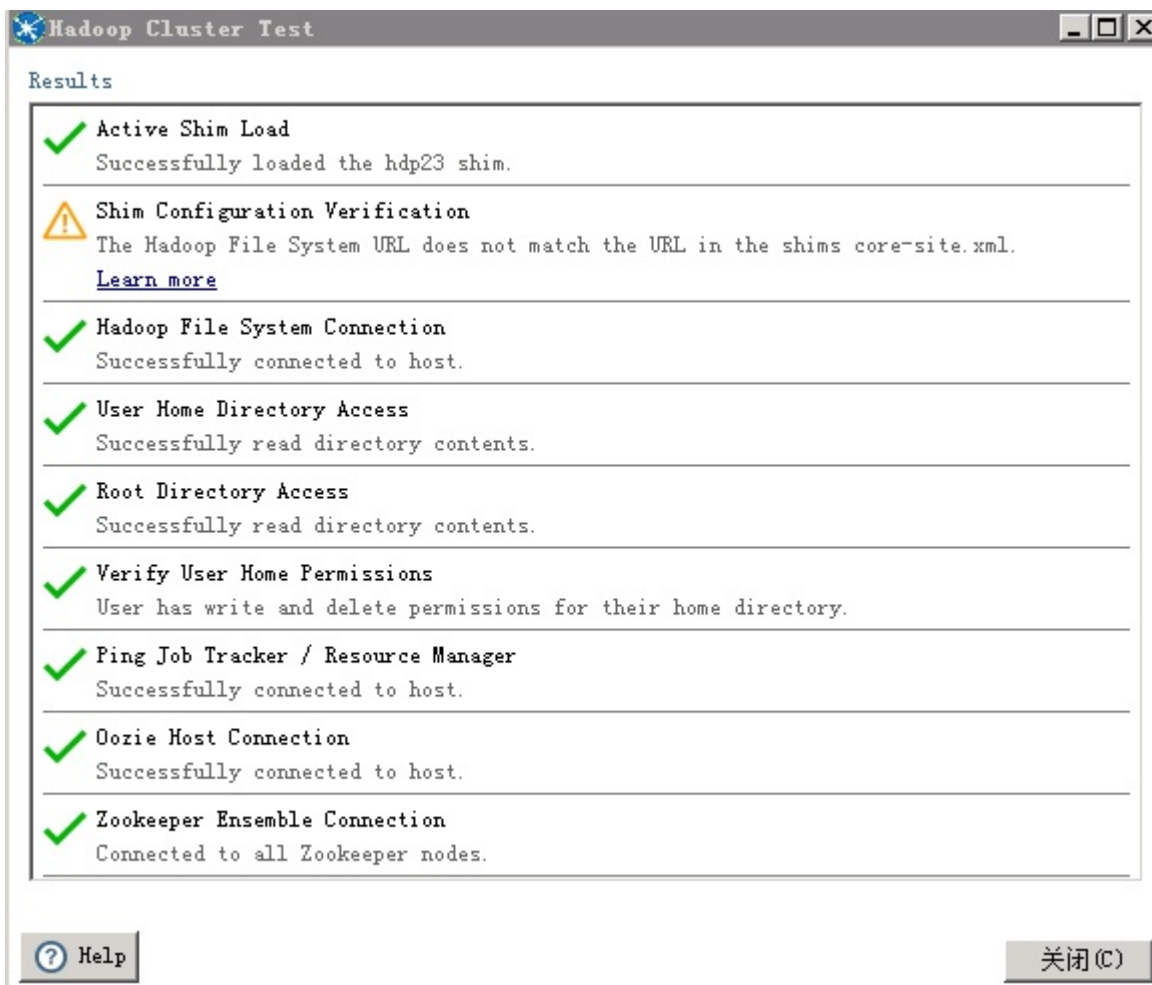 Hadoop Cluster Test
Results
Active Shim Load
Successfully loaded the hdp23 shim.
Shim Configuration Verification
The Hadoop File System URL does not match the URL in the shims core-site.xml.
Learn more
Hadoop File System Connection
Successfully connected to host.
User Home Directory Access
Successfully read directory contents.
Root Directory Access
Successfully read directory contents.
Verify User Home Permissions
User has write and delete permissions for their home directory.
Ping Job Tracker / Resource Manager
Successfully connected to host.
Oozie Host Connection
Successfully connected to host.
Zookeeper Ensemble Connection
Connected to all Zookeeper nodes.
Help
关闭(C)